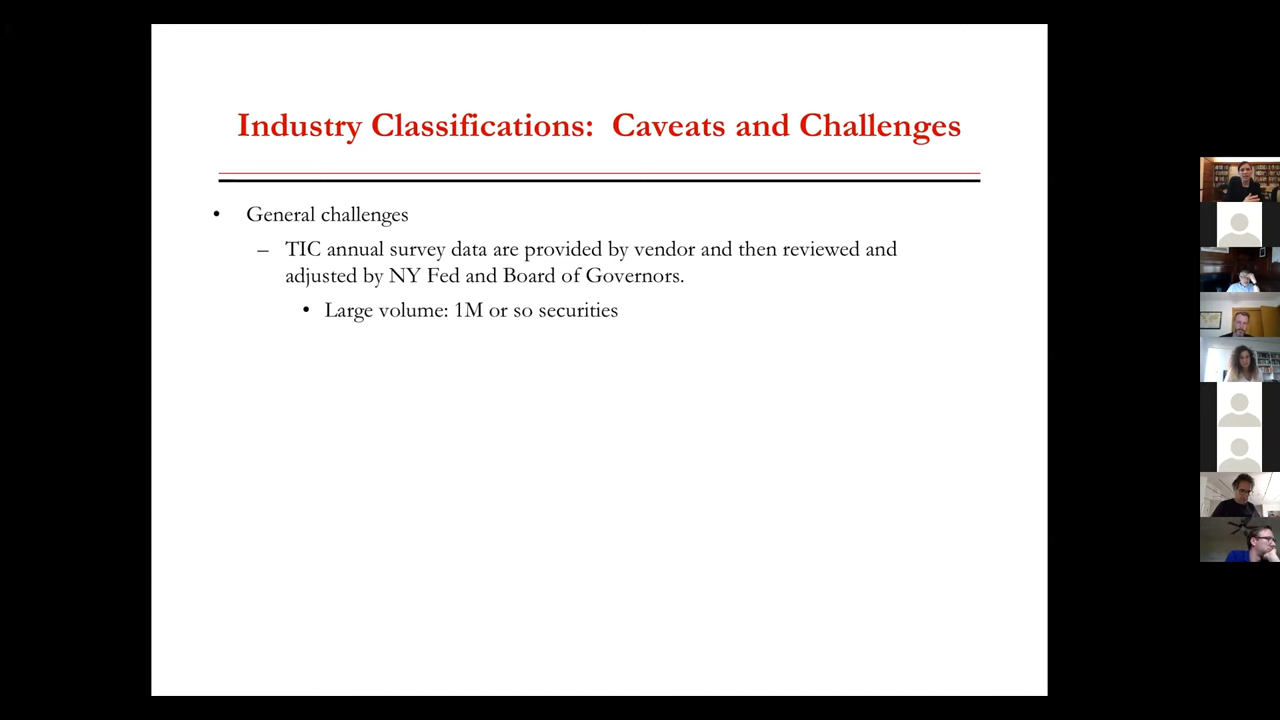 Industry Classifications:  Caveats and Challenges
• General challenges
– TIC annual survey data are provided by vendor and then reviewed and
adjusted by NY Fed and Board of Governors.
• Large volume: 1M or so securities